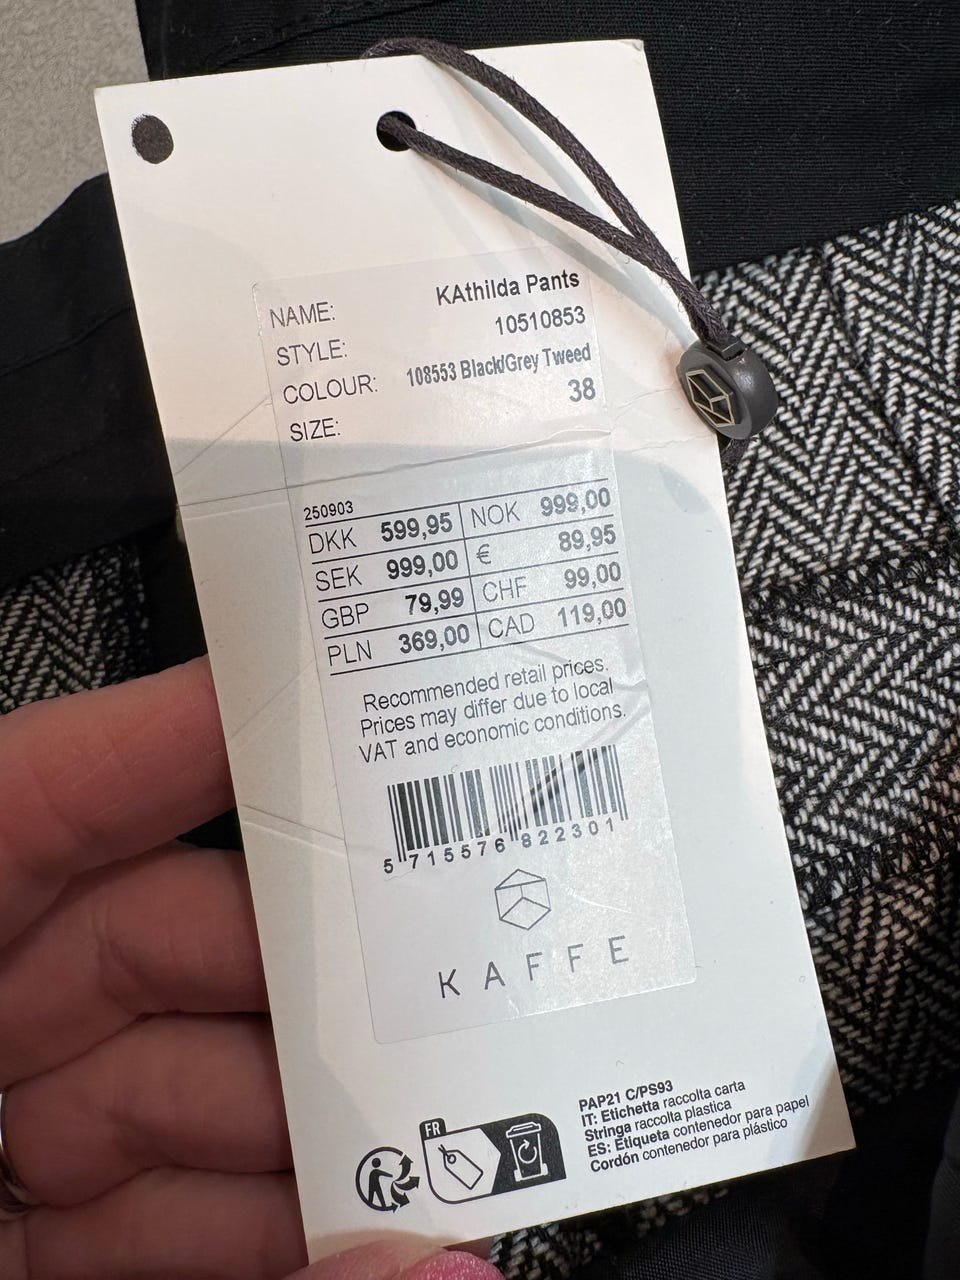 NAME: KAthilda Pants
STYLE: 10510853
COLOUR: 108553 Black/Grey Tweed
SIZE: 38
250903
DKK 599,95 NOK 999,00
SEK 999,00 € 89,95
GBP 79,99 CHF 99,00
PLN 369,00 CAD 119,00
Recommended retail prices.
Prices may differ due to local
VAT and economic conditions.
5 715576 822301
KAFFE
FR
PAP21 C/PS93
IT: Etichetta raccolta carta
Stringa raccolta plastica
ES: Etiqueta contenedor para papel
Cordón contenedor para plástico